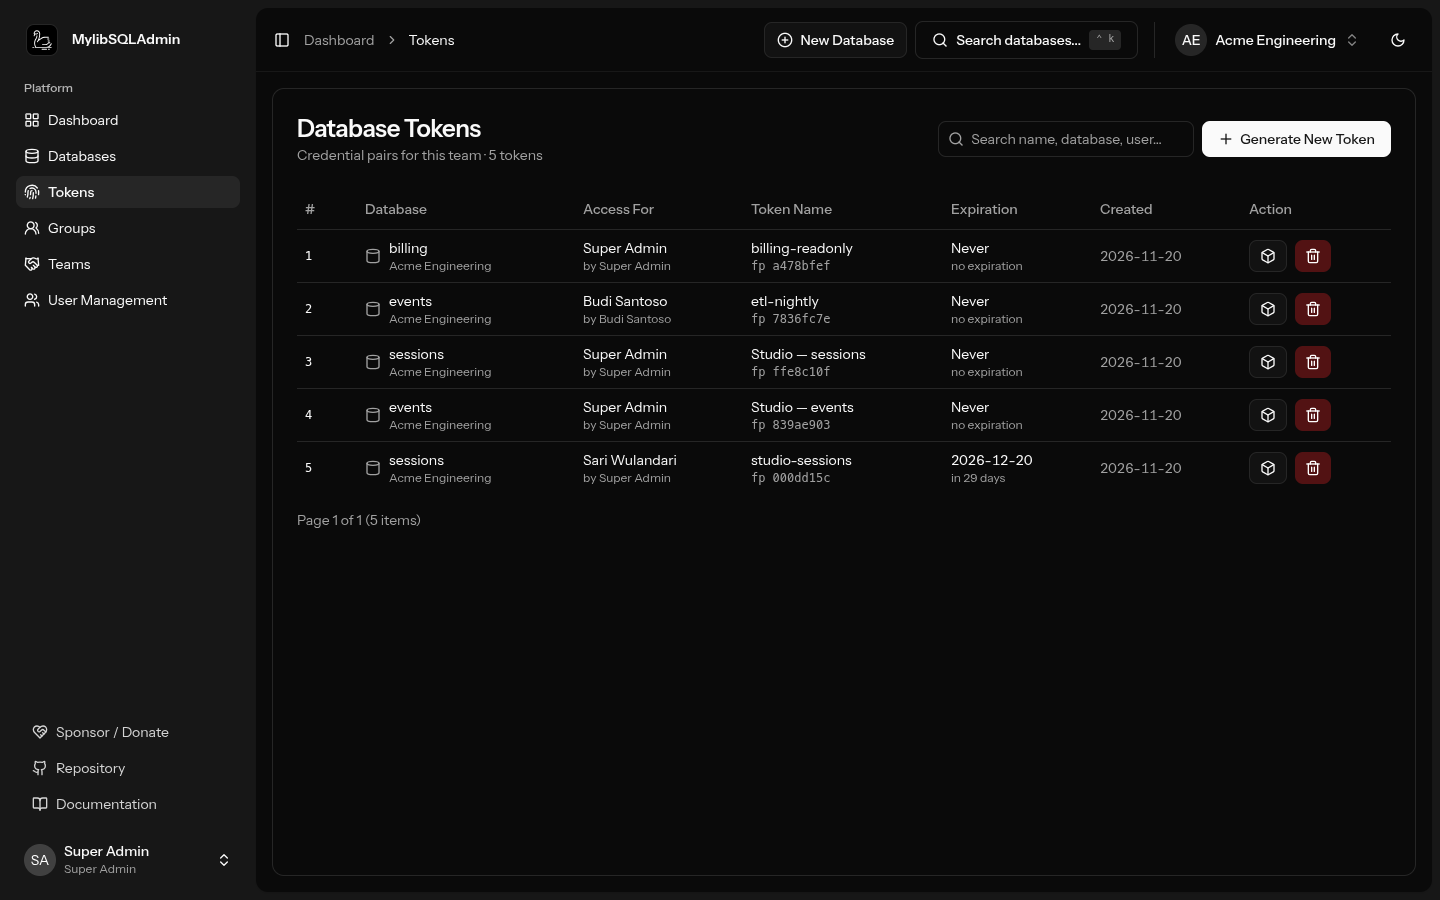 MylibSQLAdmin
Platform
Dashboard
Databases
Tokens
Groups
Teams
User Management
Sponsor / Donate
Repository
Documentation
SA
Super Admin
Super Admin
Dashboard > Tokens
New Database
Search databases... ^ k
AE Acme Engineering
Database Tokens
Credential pairs for this team · 5 tokens
Search name, database, user...
Generate New Token
# Database Access For Token Name Expiration Created Action
1 billing Super Admin billing-readonly Never 2026-11-20
Acme Engineering by Super Admin fp a478bfef no expiration
2 events Budi Santoso etl-nightly Never 2026-11-20
Acme Engineering by Budi Santoso fp 7836fc7e no expiration
3 sessions Super Admin Studio — sessions Never 2026-11-20
Acme Engineering by Super Admin fp ffe8c10f no expiration
4 events Super Admin Studio — events Never 2026-11-20
Acme Engineering by Super Admin fp 839ae903 no expiration
5 sessions Sari Wulandari studio-sessions 2026-12-20 2026-11-20
Acme Engineering by Super Admin fp 000dd15c in 29 days
Page 1 of 1 (5 items)